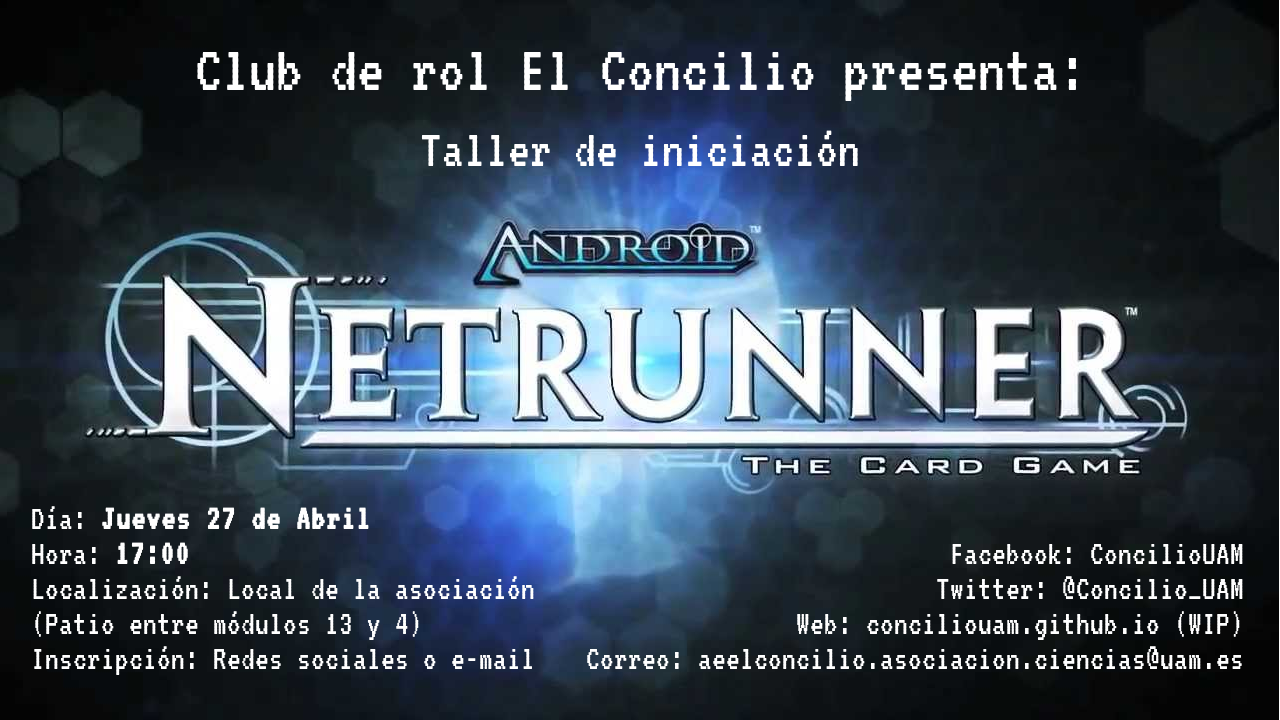 Club de rol El Concilio presenta:
Taller de iniciación
ANDROID™
NETRUNNER™
THE CARD GAME
Día: Jueves 27 de Abril
Hora: 17:00
Localización: Local de la asociación
(Patio entre módulos 13 y 4)
Inscripción: Redes sociales o e-mail
Facebook: ConcilioUAM
Twitter: @Concilio_UAM
Web: conciliouam.github.io (WIP)
Correo: aeelconcilio.asociacion.ciencias@uam.es